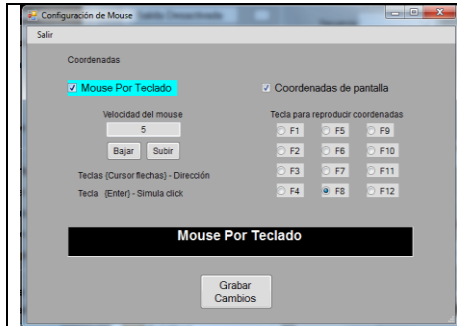 Configuración de Mouse
Salir
Coordenadas
Mouse Por Teclado
Coordenadas de pantalla
Velocidad del mouse
5
Bajar Subir
Teclas {Cursor flechas} - Dirección
Tecla {Enter} - Simula click
Tecla para reproducir coordenadas
F1 F5 F9
F2 F6 F10
F3 F7 F11
F4 F8 F12
Mouse Por Teclado
Grabar
Cambios